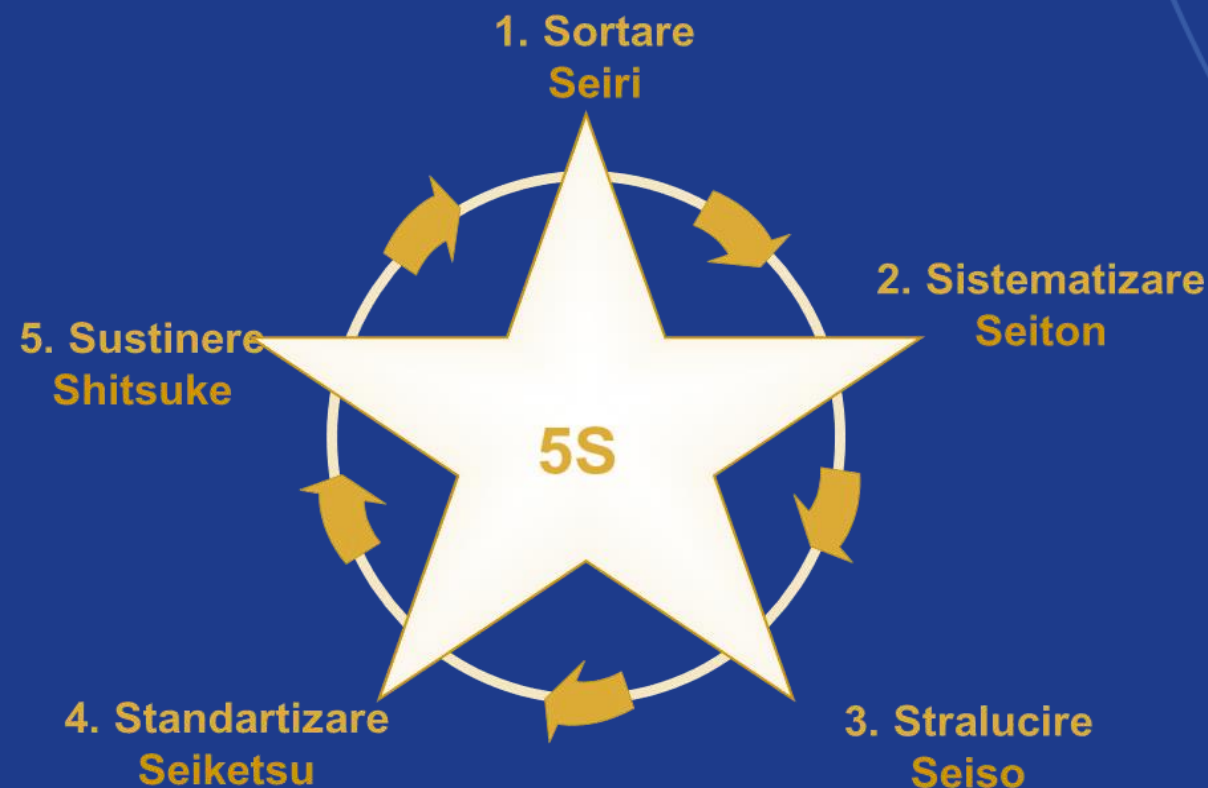 1. Sortare
Seiri
2. Sistematizare
Seiton
3. Stralucire
Seiso
4. Standartizare
Seiketsu
5. Sustinere
Shitsuke
5S